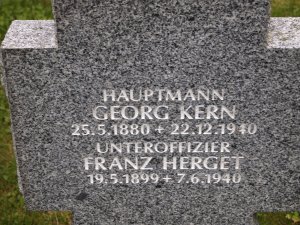 HAUPTMANN
GEORG KERN
25.5.1880 + 22.12.1940
UNTEROFFIZIER
FRANZ HERGET
19.5.1899 + 7.6.1940